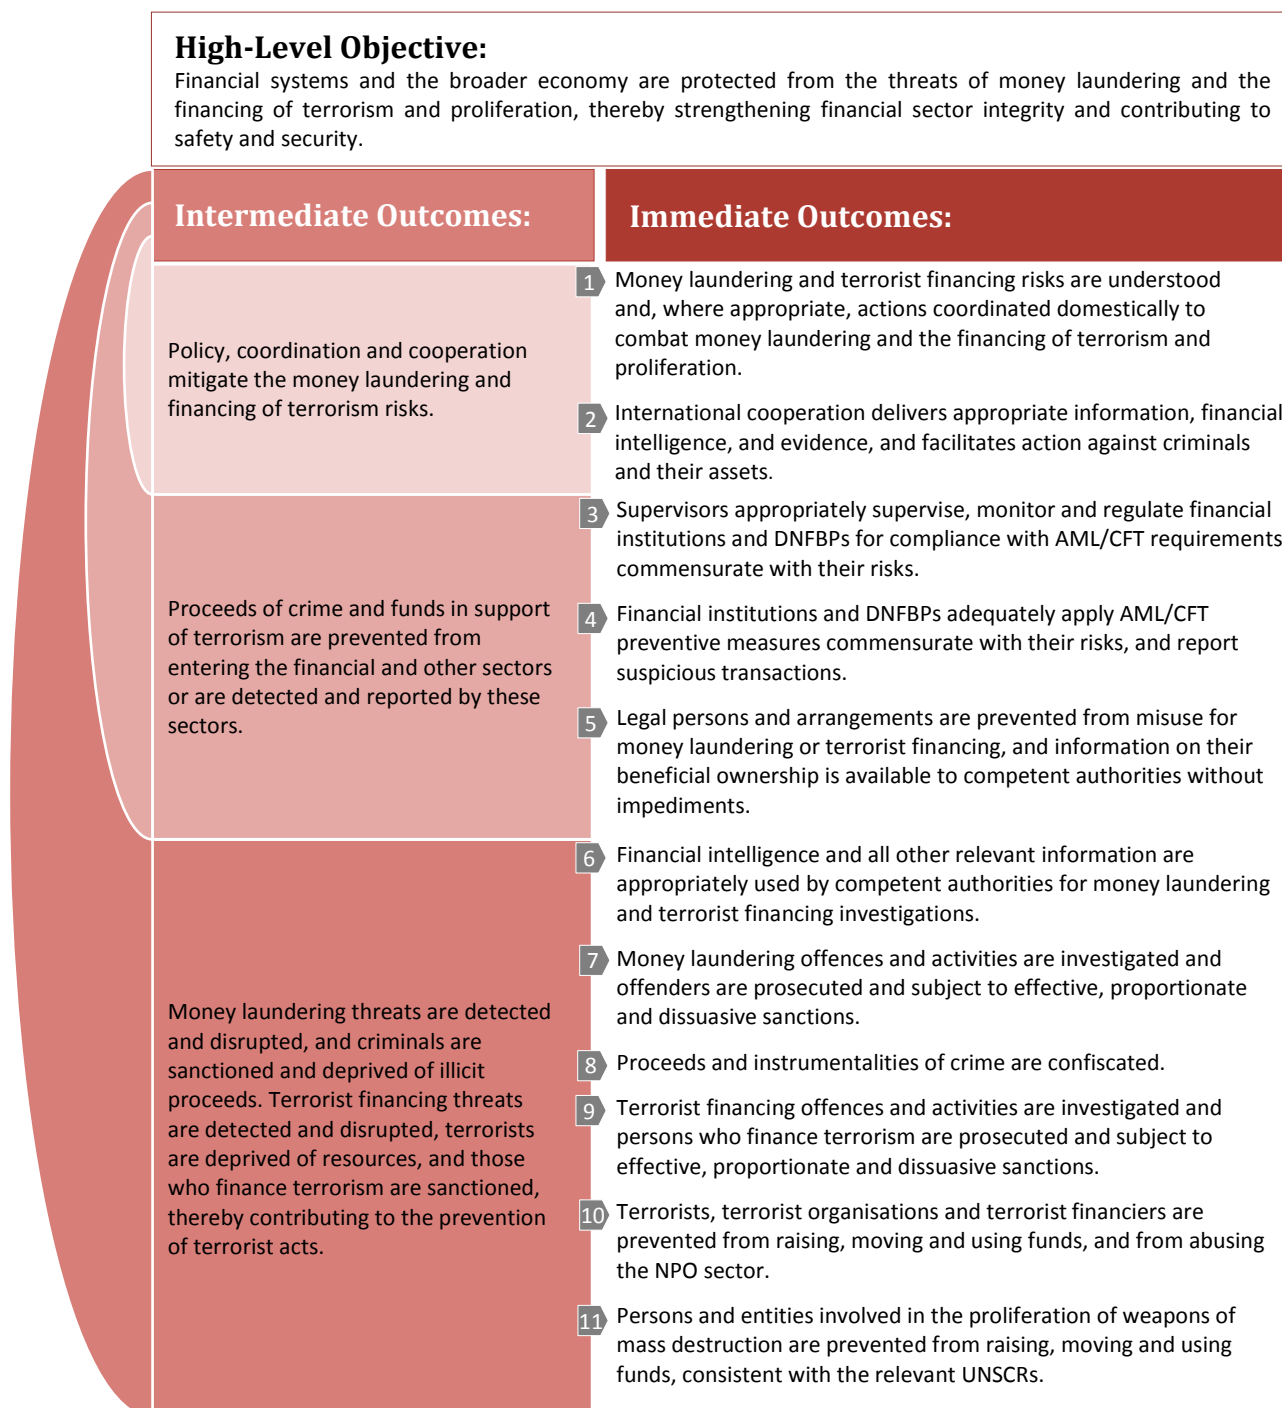 High-Level Objective:
Financial systems and the broader economy are protected from the threats of money laundering and the
financing of terrorism and proliferation, thereby strengthening financial sector integrity and contributing to
safety and security.
Intermediate Outcomes:
Immediate Outcomes:
Policy, coordination and cooperation
mitigate the money laundering and
financing of terrorism risks.
1 Money laundering and terrorist financing risks are understood
and, where appropriate, actions coordinated domestically to
combat money laundering and the financing of terrorism and
proliferation.
2 International cooperation delivers appropriate information, financial
intelligence, and evidence, and facilitates action against criminals
and their assets.
Proceeds of crime and funds in support
of terrorism are prevented from
entering the financial and other sectors
or are detected and reported by these
sectors.
3 Supervisors appropriately supervise, monitor and regulate financial
institutions and DNFBPs for compliance with AML/CFT requirements
commensurate with their risks.
4 Financial institutions and DNFBPs adequately apply AML/CFT
preventive measures commensurate with their risks, and report
suspicious transactions.
5 Legal persons and arrangements are prevented from misuse for
money laundering or terrorist financing, and information on their
beneficial ownership is available to competent authorities without
impediments.
Money laundering threats are detected
and disrupted, and criminals are
sanctioned and deprived of illicit
proceeds. Terrorist financing threats
are detected and disrupted, terrorists
are deprived of resources, and those
who finance terrorism are sanctioned,
thereby contributing to the prevention
of terrorist acts.
6 Financial intelligence and all other relevant information are
appropriately used by competent authorities for money laundering
and terrorist financing investigations.
7 Money laundering offences and activities are investigated and
offenders are prosecuted and subject to effective, proportionate
and dissuasive sanctions.
8 Proceeds and instrumentalities of crime are confiscated.
9 Terrorist financing offences and activities are investigated and
persons who finance terrorism are prosecuted and subject to
effective, proportionate and dissuasive sanctions.
10 Terrorists, terrorist organisations and terrorist financiers are
prevented from raising, moving and using funds, and from abusing
the NPO sector.
11 Persons and entities involved in the proliferation of weapons of
mass destruction are prevented from raising, moving and using
funds, consistent with the relevant UNSCRs.